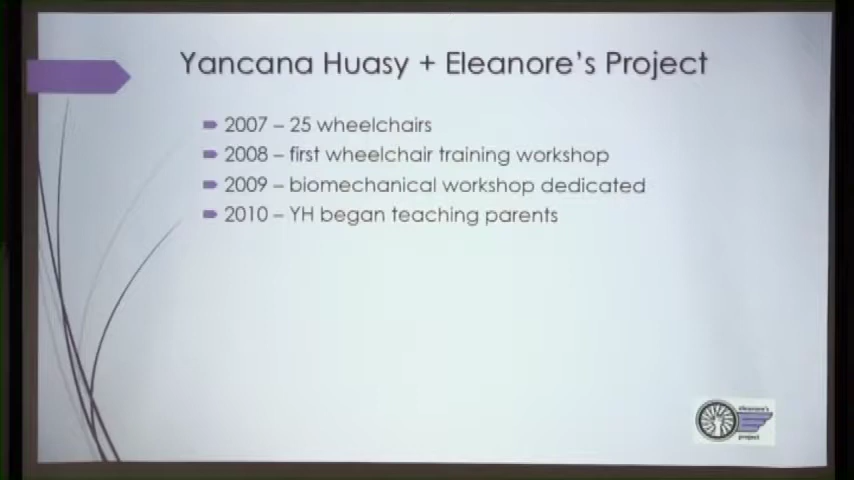 Yancana Huasy + Eleanore's Project
2007 – 25 wheelchairs
2008 – first wheelchair training workshop
2009 – biomechanical workshop dedicated
2010 – YH began teaching parents
eleanore's
project